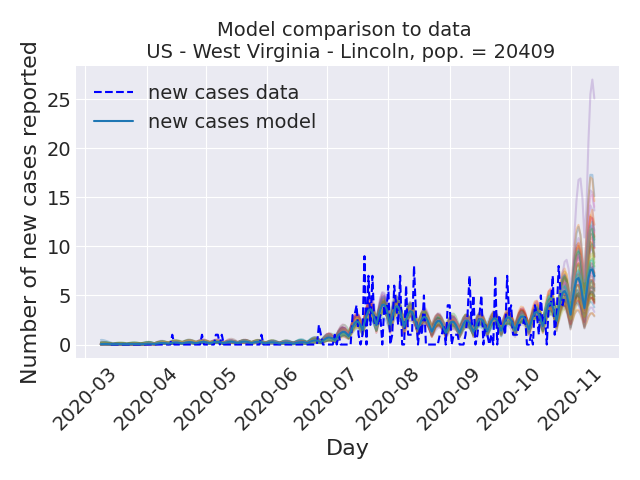 Model comparison to data
US - West Virginia - Lincoln, pop. = 20409
Number of new cases reported
25
20
15
10
5
0
new cases data
new cases model
2020-03
2020-04
2020-05
2020-06
2020-07
2020-08
2020-09
2020-10
2020-11
Day